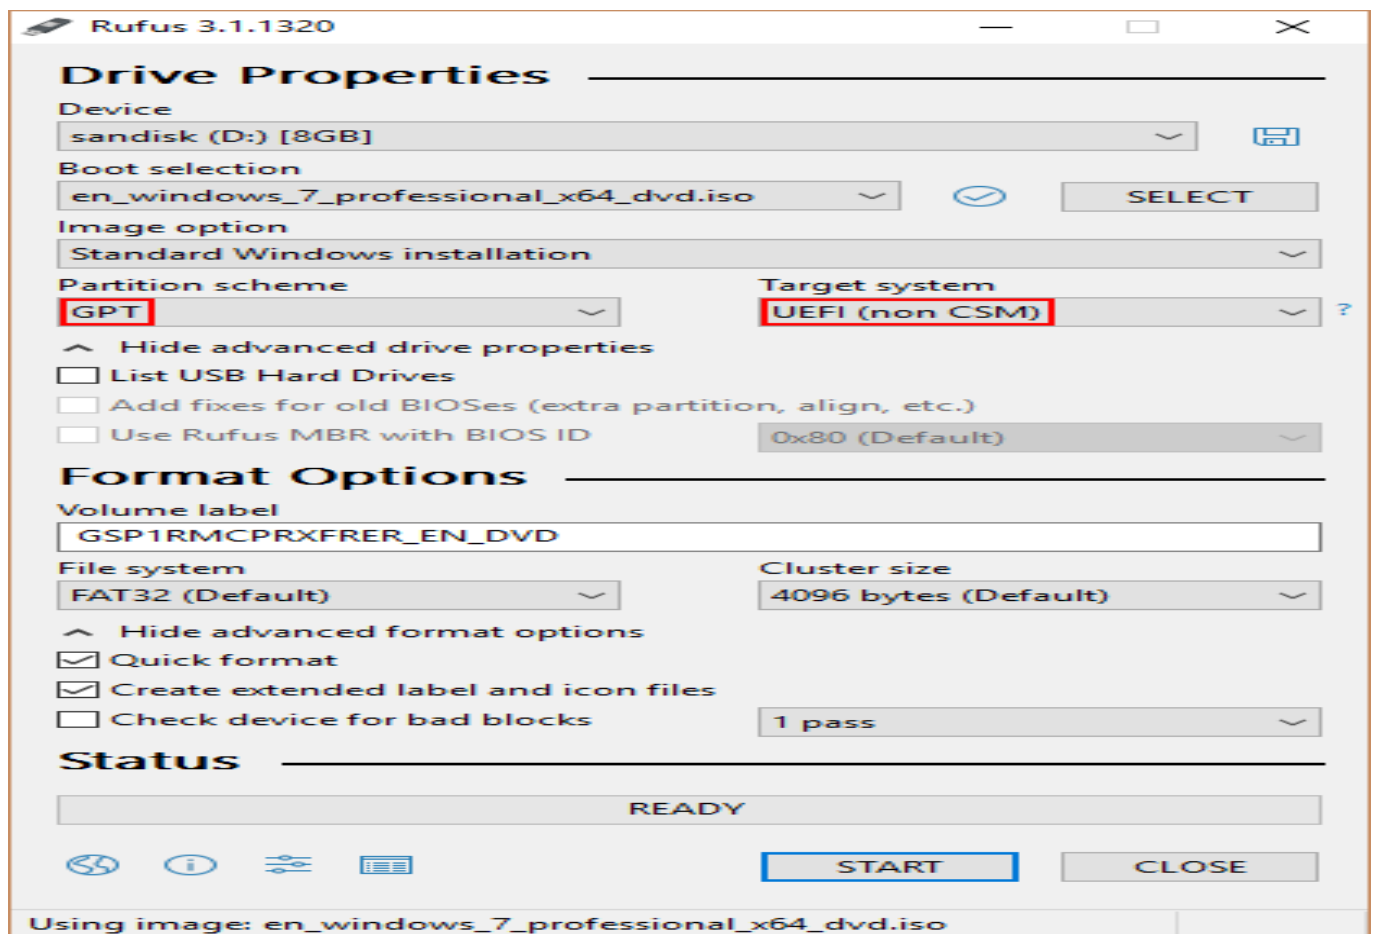 Rufus 3.1.1320
Drive Properties
Device
sandisk (D:) [8GB]
Boot selection
en_windows_7_professional_x64_dvd.iso
SELECT
Image option
Standard Windows installation
Partition scheme Target system
GPT UEFI (non CSM) ?
Hide advanced drive properties
List USB Hard Drives
Add fixes for old BIOSes (extra partition, align, etc.)
Use Rufus MBR with BIOS ID 0x80 (Default)
Format Options
Volume label
GSP1RMCPRXFRER_EN_DVD
File system Cluster size
FAT32 (Default) 4096 bytes (Default)
Hide advanced format options
Quick format
Create extended label and icon files
Check device for bad blocks 1 pass
Status
READY
START CLOSE
Using image: en_windows_7_professional_x64_dvd.iso